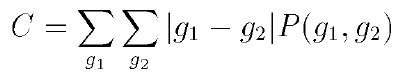 C = \sum_{g_1} \sum_{g_2} |g_1 - g_2| P(g_1, g_2)